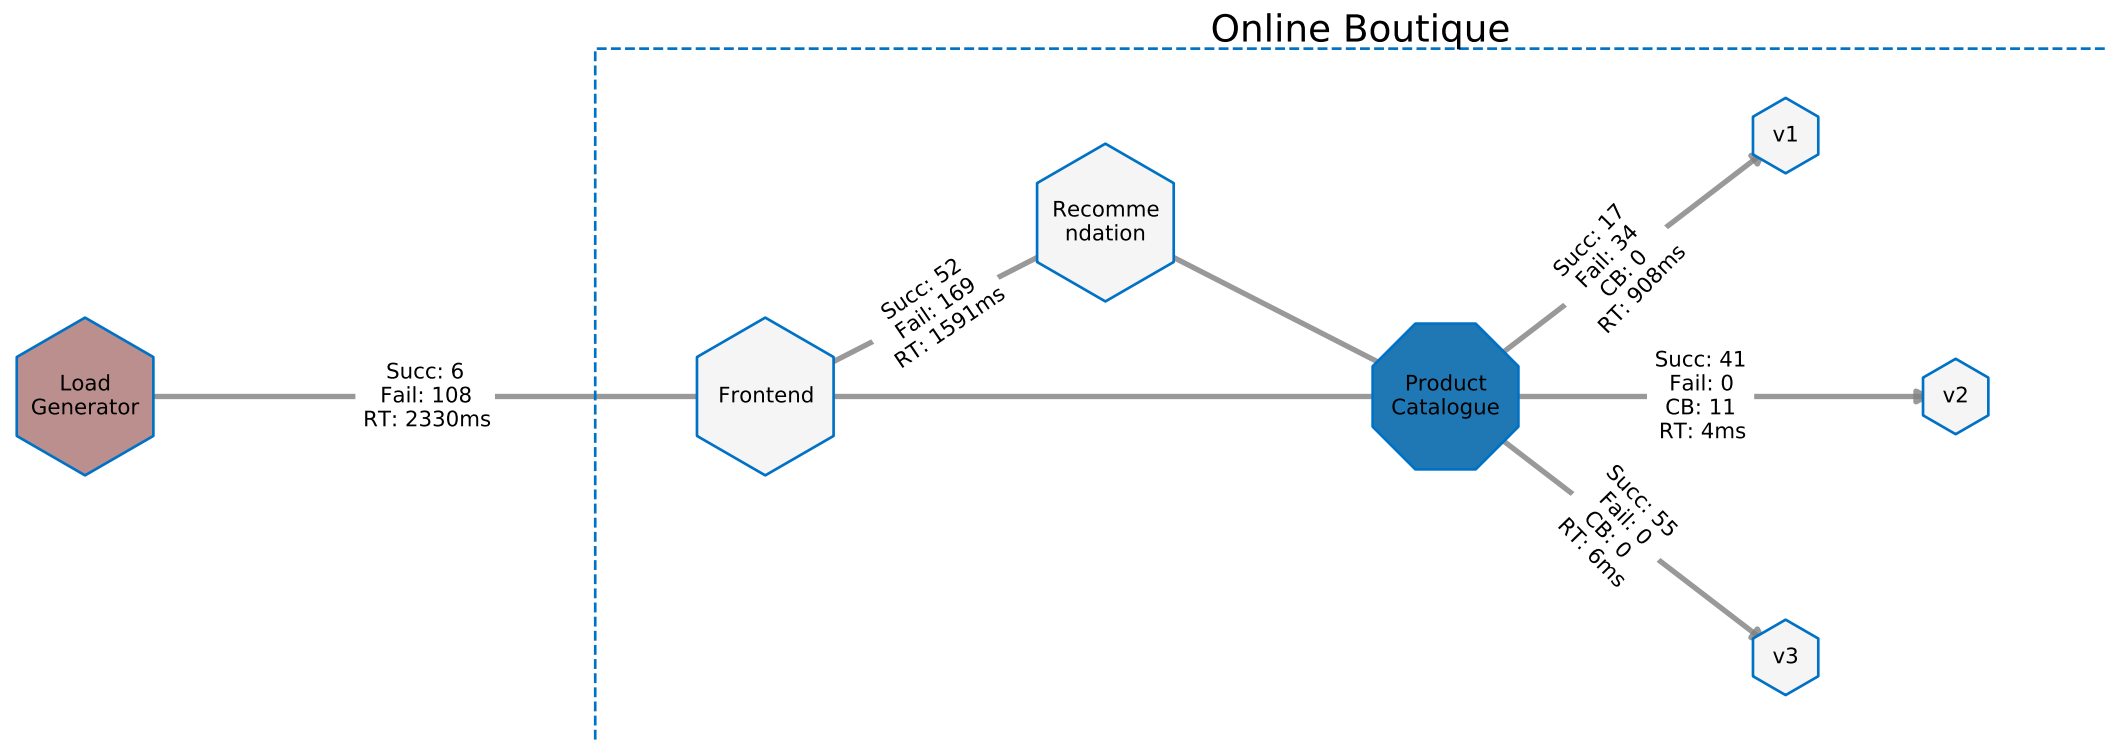 Online Boutique
Load
Generator
Succ: 6
Fail: 108
RT: 2330ms
Frontend
Succ: 52
Fail: 169
RT: 1591ms
Recomme
ndation
Product
Catalogue
Succ: 17
Fail: 34
CB: 0
RT: 908ms
v1
Succ: 41
Fail: 0
CB: 11
RT: 4ms
v2
Succ: 55
Fail: 0
CB: 0
RT: 6ms
v3